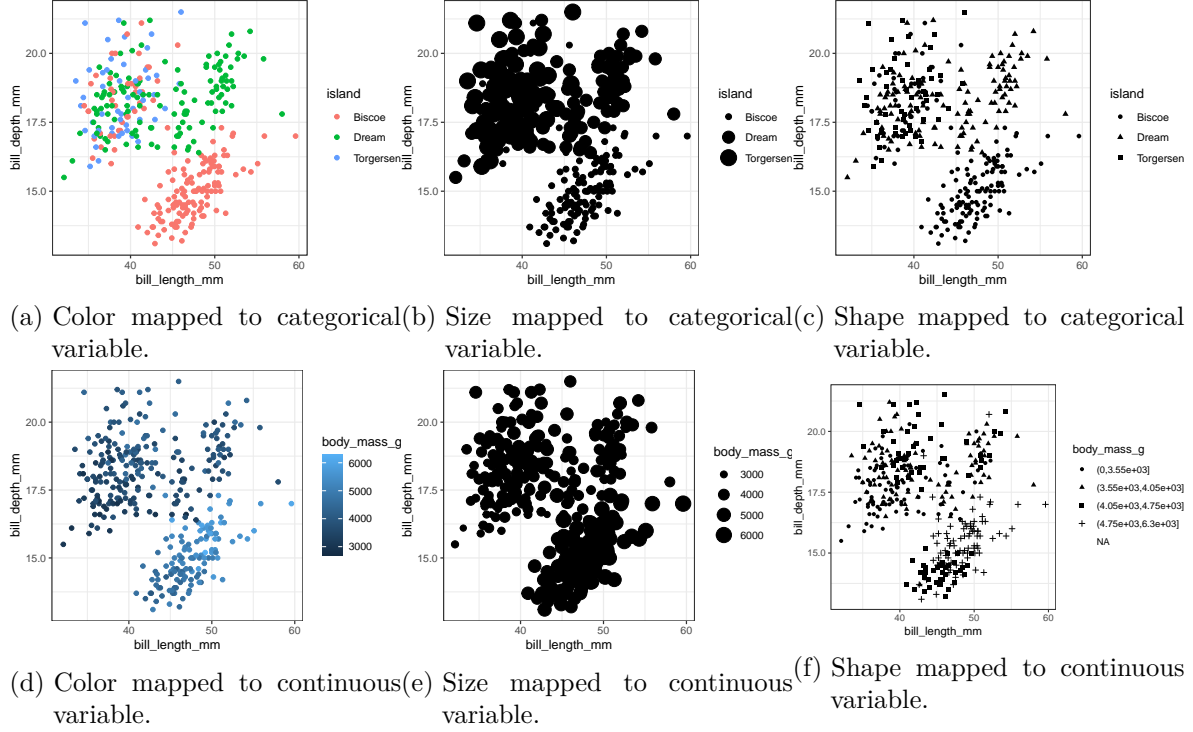 20.0
17.5
15.0
bill_depth_mm
40
50
60
bill_length_mm
island
Biscoe
Dream
Torgersen
20.0
17.5
15.0
bill_depth_mm
40
50
60
bill_length_mm
island
Biscoe
Dream
Torgersen
20.0
17.5
15.0
bill_depth_mm
40
50
60
bill_length_mm
island
Biscoe
Dream
Torgersen
(a) Color mapped to categorical
variable.
(b) Size mapped to categorical
variable.
(c) Shape mapped to categorical
variable.
20.0
17.5
15.0
bill_depth_mm
40
50
60
bill_length_mm
body_mass_g
6000
5000
4000
3000
20.0
17.5
15.0
bill_depth_mm
40
50
60
bill_length_mm
body_mass_g
3000
4000
5000
6000
20.0
17.5
15.0
bill_depth_mm
40
50
60
bill_length_mm
body_mass_g
(0,3.55e+03]
(3.55e+03,4.05e+03]
(4.05e+03,4.75e+03]
(4.75e+03,6.3e+03]
NA
(d) Color mapped to continuous
variable.
(e) Size mapped to continuous
variable.
(f) Shape mapped to continuous
variable.